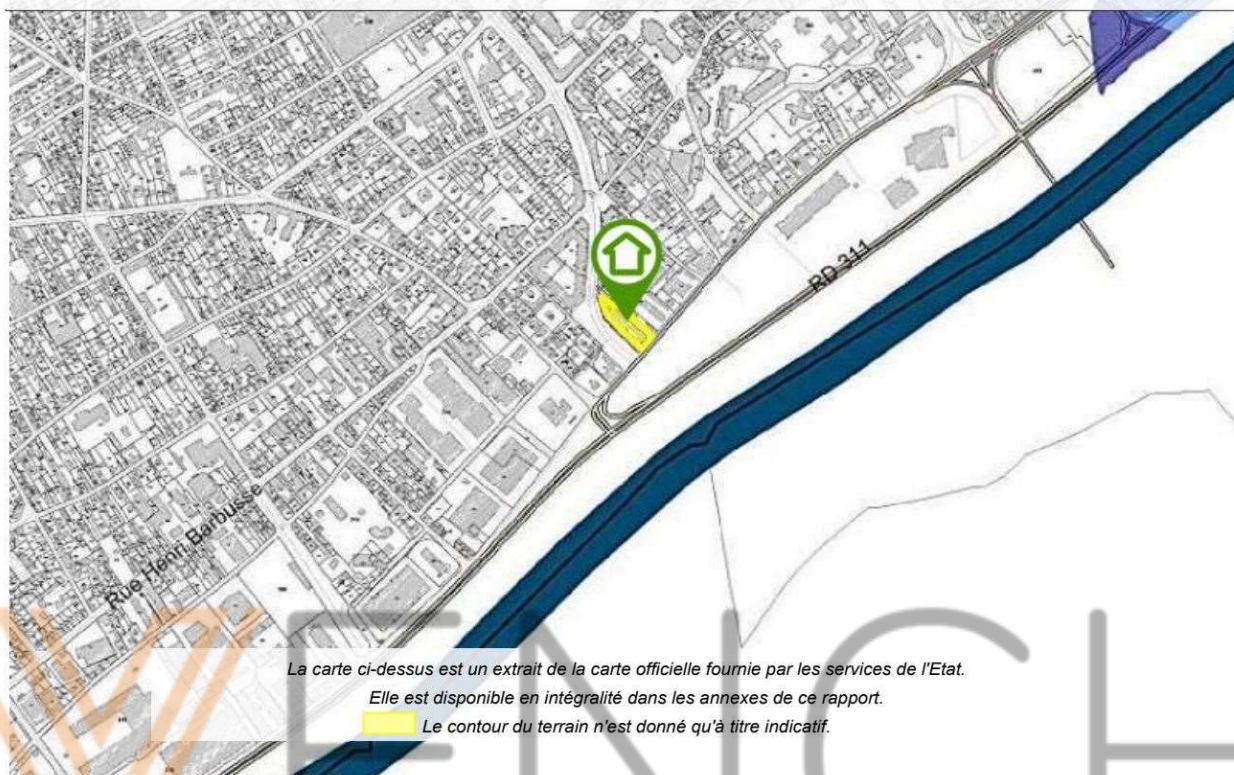 RD 311
Rue Henri Barbusse
La carte ci-dessus est un extrait de la carte officielle fournie par les services de l'Etat.
Elle est disponible en intégralité dans les annexes de ce rapport.
Le contour du terrain n'est donné qu'à titre indicatif.